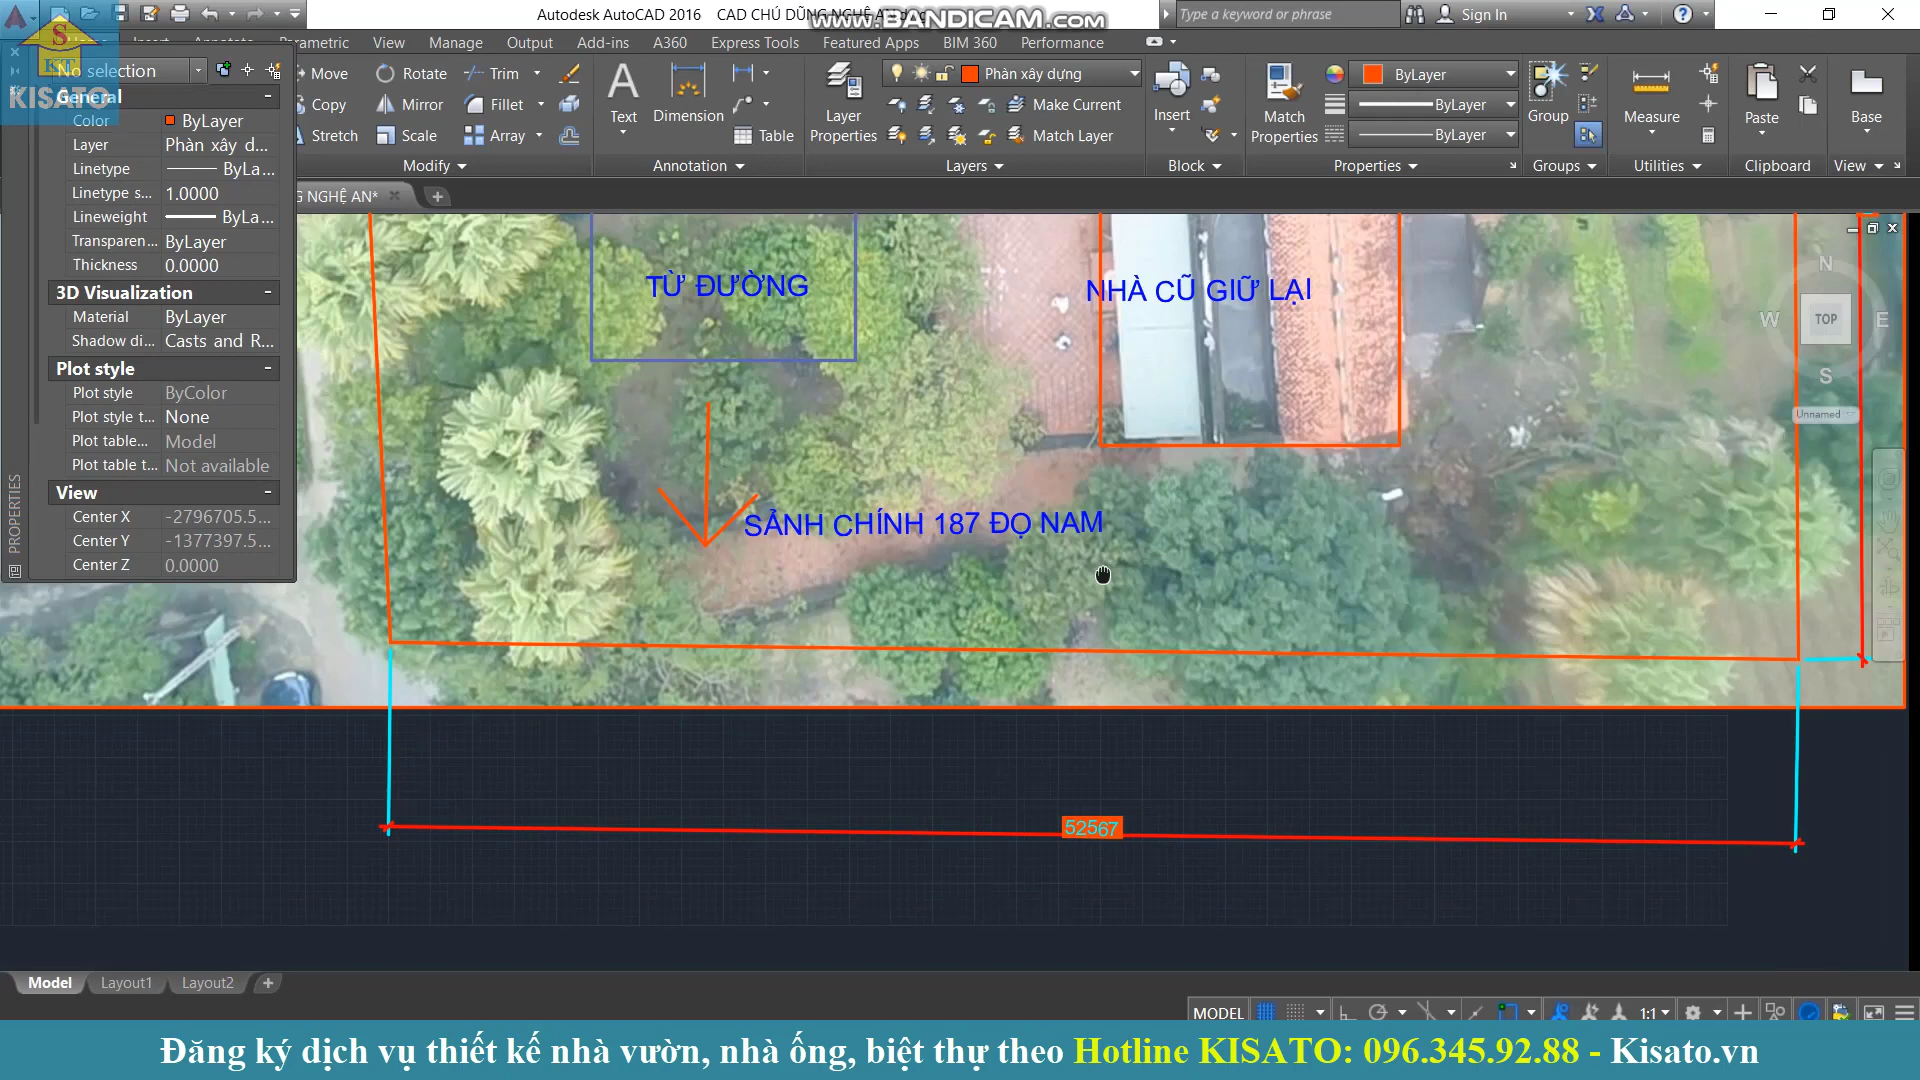 Autodesk AutoCAD 2016 CAD CHÚ DŨNG NGHỆ AN.dwg
www.BANDICAM.com
Type a keyword or phrase
Sign In
Parametric View Manage Output Add-ins A360 Express Tools Featured Apps BIM 360 Performance
S
KT
KISATO
No selection
Move Rotate Trim
Copy Mirror Fillet
Stretch Scale Array
Modify
Text
Dimension
Table
Annotation
Layer
Properties
Phàn xây dựng
Make Current
Match Layer
Layers
Insert
Block
Match
Properties
ByLayer
ByLayer
ByLayer
Properties
Group
Groups
Measure
Utilities
Paste
Clipboard
Base
View
G NGHỆ AN*
General
Color ByLayer
Layer Phàn xây d...
Linetype ByLa...
Linetype s... 1.0000
Lineweight ByLa...
Transparen... ByLayer
Thickness 0.0000
3D Visualization
Material ByLayer
Shadow di... Casts and R...
Plot style
Plot style ByColor
Plot style t... None
Plot table... Model
Plot table t... Not available
View
Center X -2796705.5...
Center Y -1377397.5...
Center Z 0.0000
PROPERTIES
TỪ ĐƯỜNG
NHÀ CŨ GIỮ LẠI
SẢNH CHÍNH 187 ĐỌ NAM
N
W TOP E
S
Unnamed
52567
Model Layout1 Layout2
MODEL 1:1
Đăng ký dịch vụ thiết kế nhà vườn, nhà ống, biệt thự theo Hotline KISATO: 096.345.92.88 - Kisato.vn